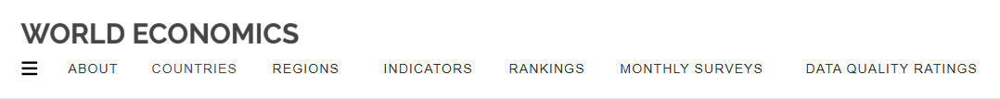 WORLD ECONOMICS
ABOUT COUNTRIES REGIONS INDICATORS RANKINGS MONTHLY SURVEYS DATA QUALITY RATINGS